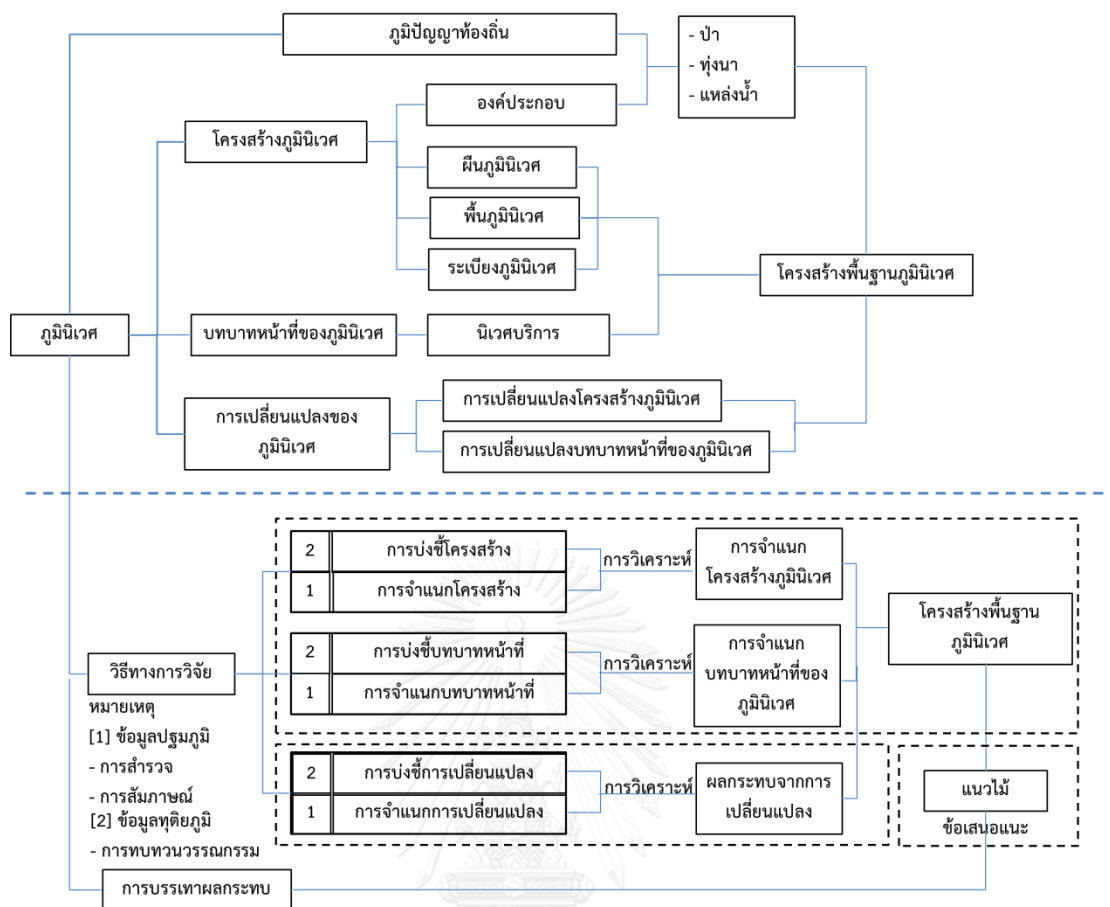 ภูมิปัญญาท้องถิ่น
- ป่า
- ทุ่งนา
- แหล่งน้ำ
องค์ประกอบ
โครงสร้างภูมินิเวศ
ผืนภูมินิเวศ
พื้นภูมินิเวศ
ระเบียงภูมินิเวศ
โครงสร้างพื้นฐานภูมินิเวศ
ภูมินิเวศ
บทบาทหน้าที่ของภูมินิเวศ
นิเวศบริการ
การเปลี่ยนแปลงของ
ภูมินิเวศ
การเปลี่ยนแปลงโครงสร้างภูมินิเวศ
การเปลี่ยนแปลงบทบาทหน้าที่ของภูมินิเวศ
2 การบ่งชี้โครงสร้าง
1 การจำแนกโครงสร้าง
การวิเคราะห์
การจำแนก
โครงสร้างภูมินิเวศ
2 การบ่งชี้บทบาทหน้าที่
1 การจำแนกบทบาทหน้าที่
การวิเคราะห์
การจำแนก
บทบาทหน้าที่ของ
ภูมินิเวศ
โครงสร้างพื้นฐาน
ภูมินิเวศ
วิธีทางการวิจัย
หมายเหตุ
[1] ข้อมูลปฐมภูมิ
- การสำรวจ
- การสัมภาษณ์
[2] ข้อมูลทุติยภูมิ
- การทบทวนวรรณกรรม
2 การบ่งชี้การเปลี่ยนแปลง
1 การจำแนกการเปลี่ยนแปลง
การวิเคราะห์
ผลกระทบจากการ
เปลี่ยนแปลง
แนวไม้
ข้อเสนอแนะ
การบรรเทาผลกระทบ